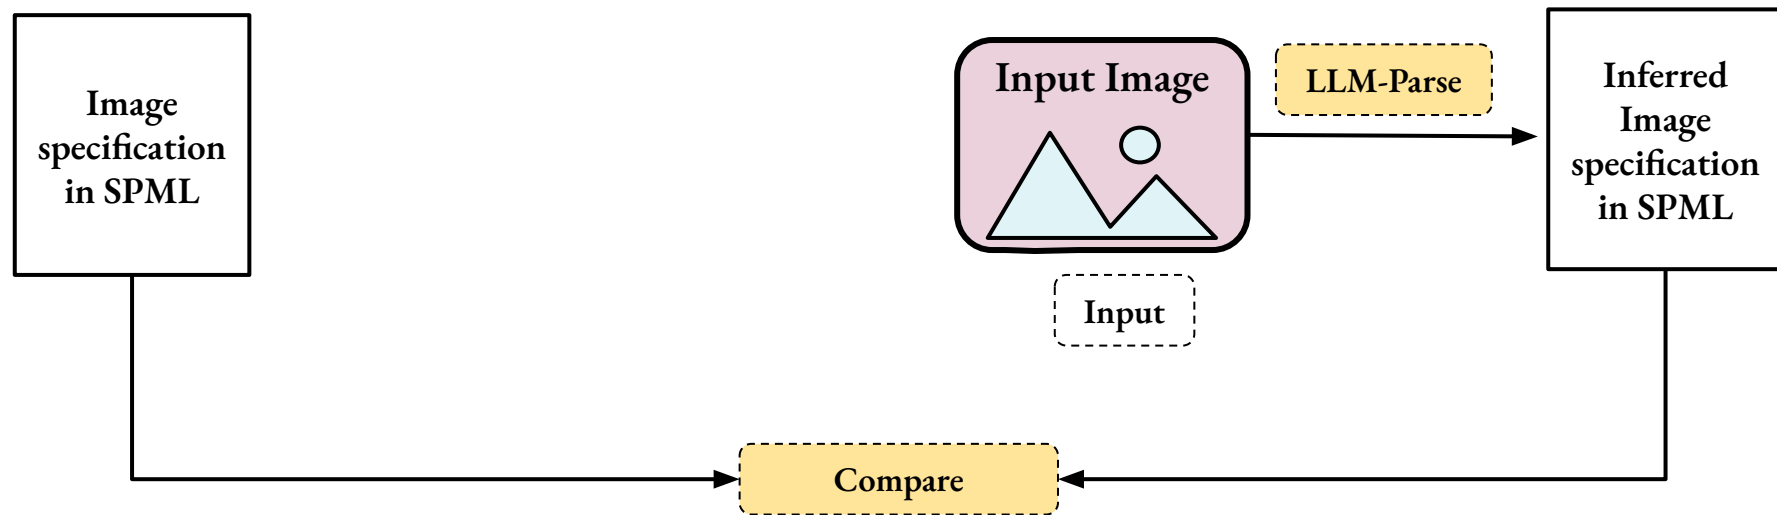 Image
specification
in SPML
Input Image
Input
LLM-Parse
Inferred
Image
specification
in SPML
Compare